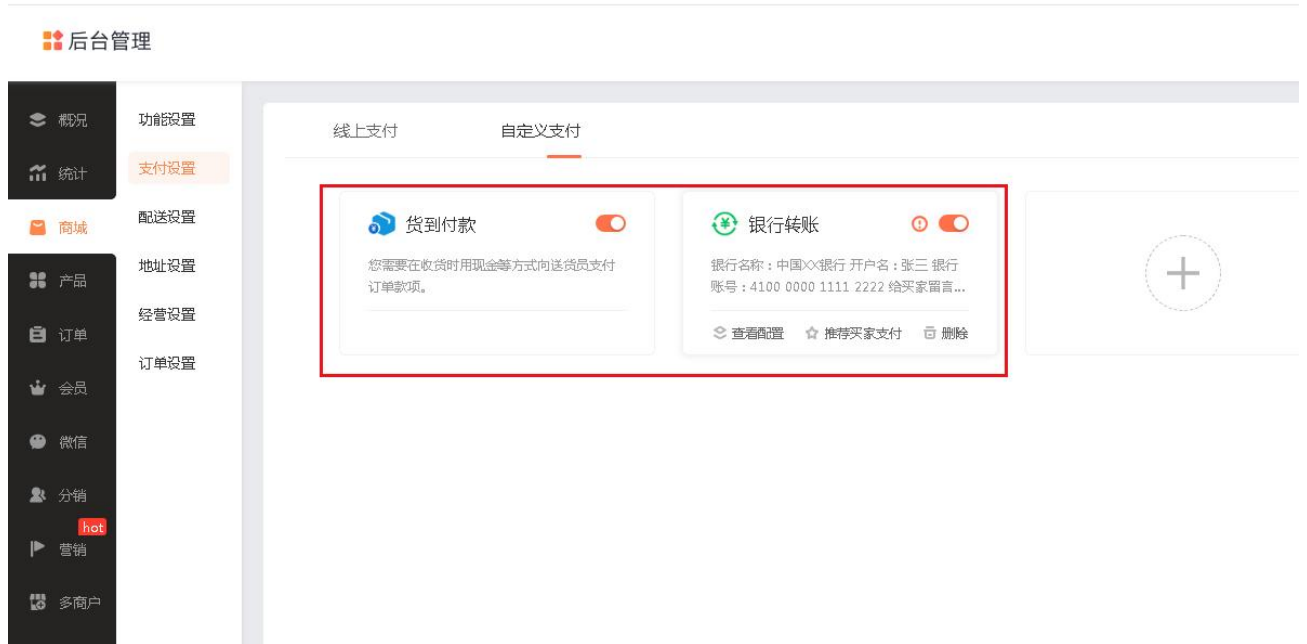 后台管理
概况
统计
商城
产品
订单
会员
微信
分销
hot
营销
多商户
功能设置
支付设置
配送设置
地址设置
经营设置
订单设置
线上支付
自定义支付
货到付款
您需要在收货时用现金等方式向送货员支付
订单款项。
银行转账
银行名称：中国XX银行 开户名：张三 银行
账号：4100 0000 1111 2222 给买家留言...
查看配置 推荐买家支付 删除